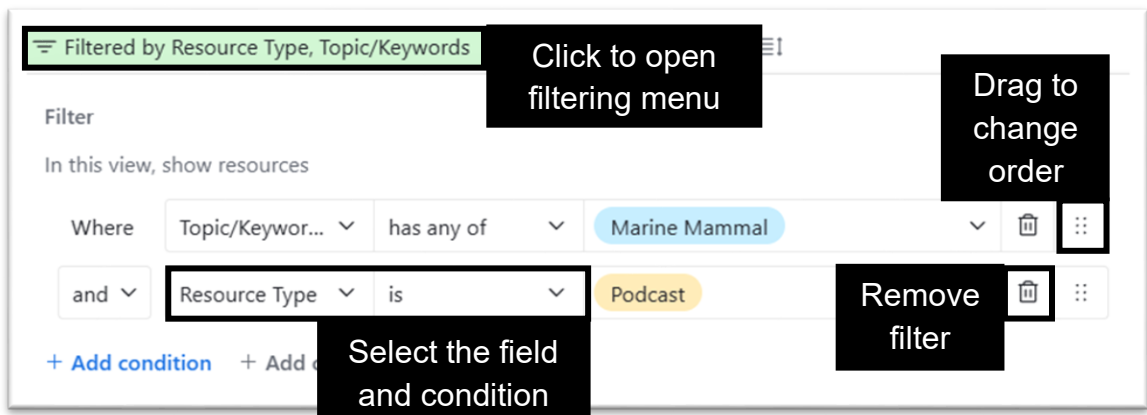 Filtered by Resource Type, Topic/Keywords
Click to open
filtering menu
Drag to
change
order
Filter
In this view, show resources
Where Topic/Keywor... has any of Marine Mammal
and Resource Type is Podcast
Remove
filter
+ Add condition + Add
Select the field
and condition